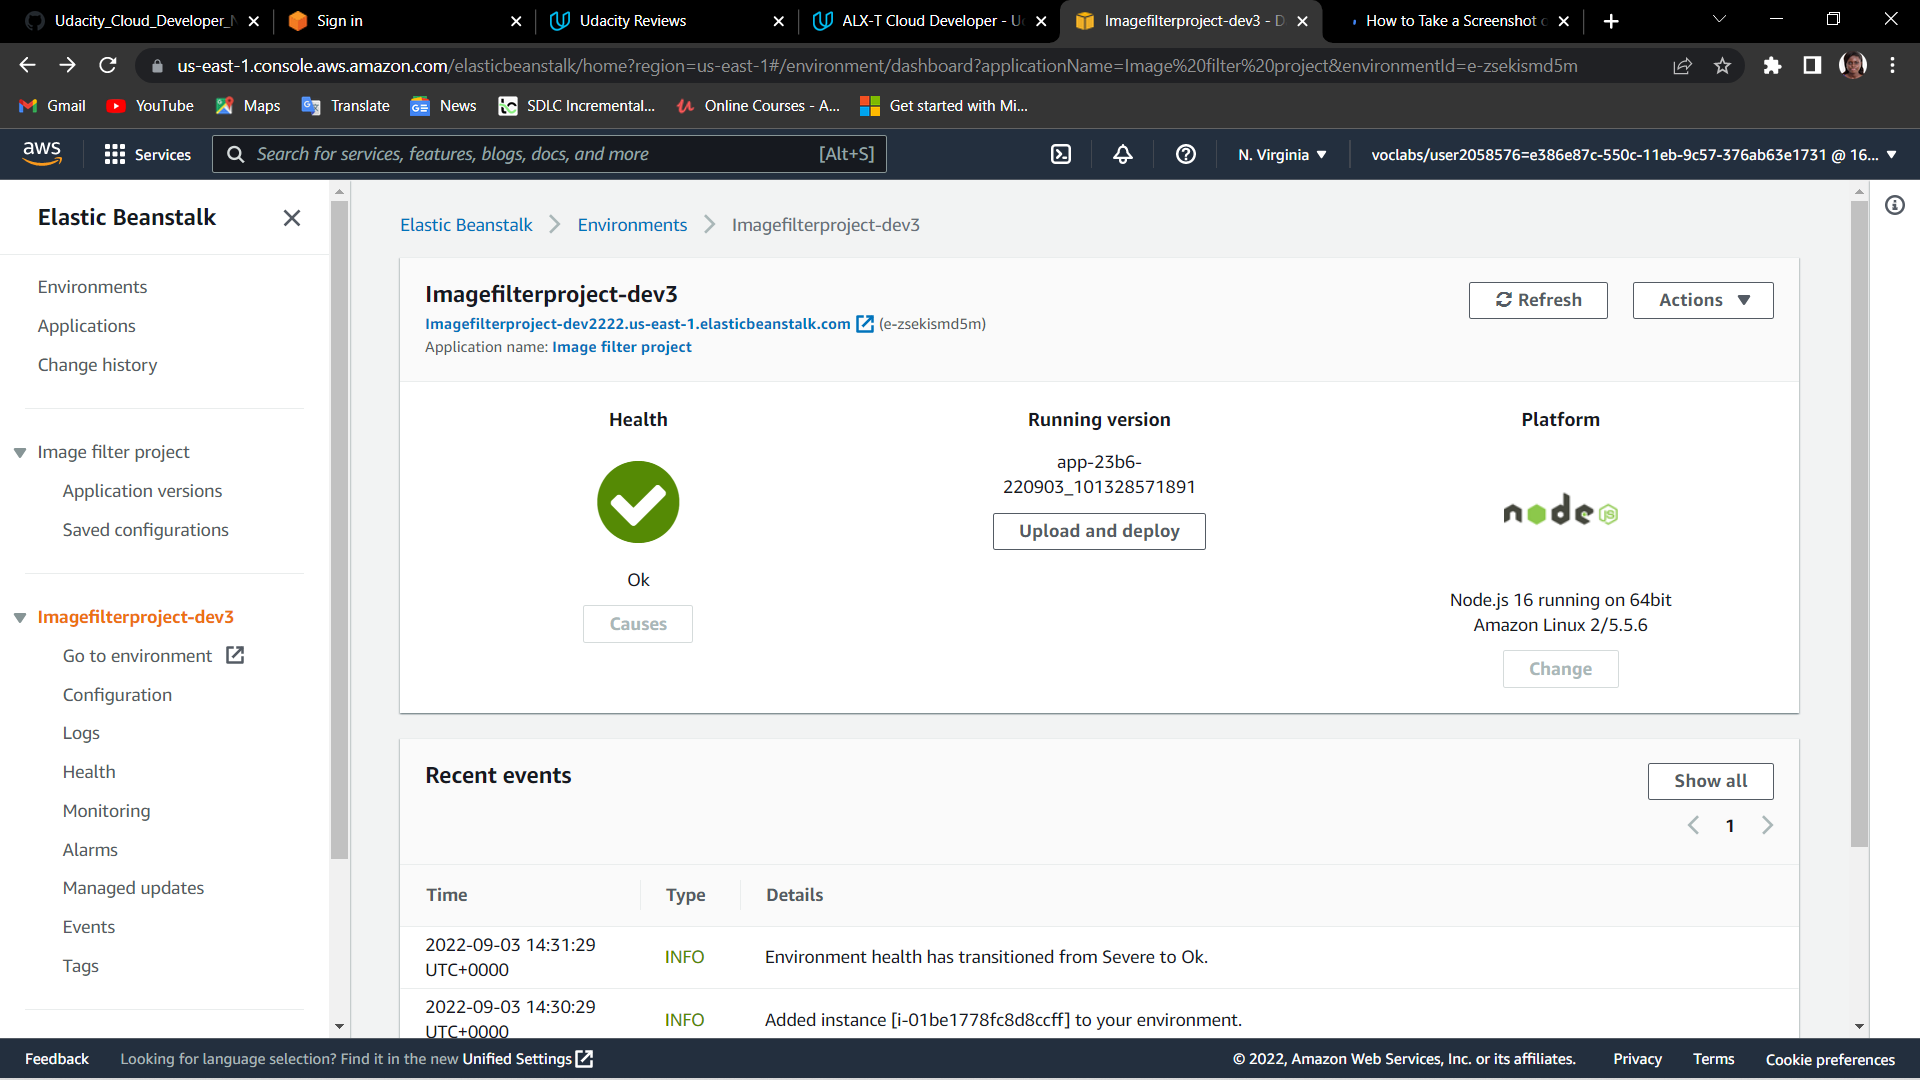 Udacity_Cloud_Developer_
Sign in
Udacity Reviews
ALX-T Cloud Developer - U
Imagefilterproject-dev3 - D
How to Take a Screenshot
us-east-1.console.aws.amazon.com/elasticbeanstalk/home?region=us-east-1#/environment/dashboard?applicationName=Image%20filter%20project&environmentId=e-zsekismd5m
Gmail
YouTube
Maps
Translate
News
SDLC Incremental...
Online Courses - A...
Get started with Mi...
aws
Services
Search for services, features, blogs, docs, and more
[Alt+S]
N. Virginia
voclabs/user2058576=e386e87c-550c-11eb-9c57-376ab63e1731 @ 16...
Elastic Beanstalk
Environments
Applications
Change history
Image filter project
Application versions
Saved configurations
Imagefilterproject-dev3
Go to environment
Configuration
Logs
Health
Monitoring
Alarms
Managed updates
Events
Tags
Elastic Beanstalk
Environments
Imagefilterproject-dev3
Imagefilterproject-dev3
Imagefilterproject-dev2222.us-east-1.elasticbeanstalk.com (e-zsekismd5m)
Application name: Image filter project
Refresh
Actions
Health
Ok
Causes
Running version
app-23b6-
220903_101328571891
Upload and deploy
Platform
node JS
Node.js 16 running on 64bit
Amazon Linux 2/5.5.6
Change
Recent events
Show all
1
Time
Type
Details
2022-09-03 14:31:29
UTC+0000
INFO
Environment health has transitioned from Severe to Ok.
2022-09-03 14:30:29
UTC+0000
INFO
Added instance [i-01be1778fc8d8ccff] to your environment.
Feedback
Looking for language selection? Find it in the new Unified Settings
© 2022, Amazon Web Services, Inc. or its affiliates.
Privacy
Terms
Cookie preferences